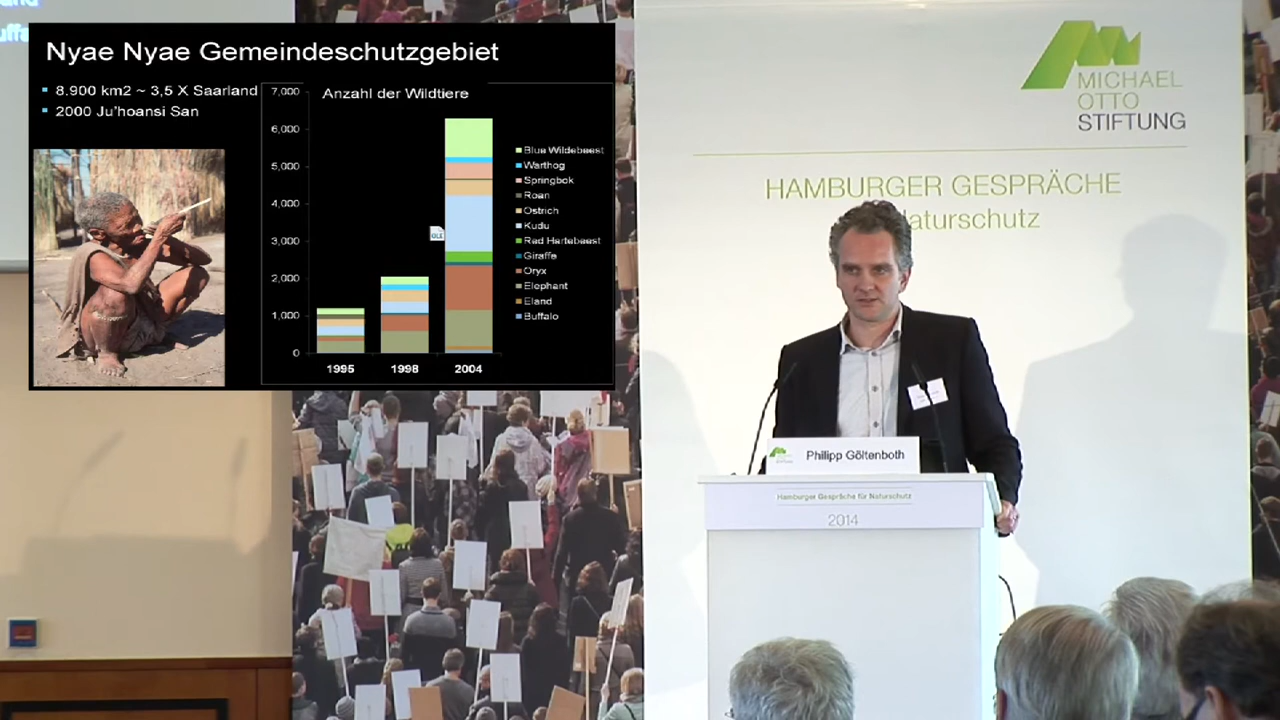 Nyae Nyae Gemeindeschutzgebiet
8.900 km2 ~ 3,5 X Saarland
2000 Ju'hoansi San
Anzahl der Wildtiere
7,000
6,000
5,000
4,000
3,000
2,000
1,000
0
1995 1998 2004
Blue Wildebeest
Warthog
Springbok
Roan
Ostrich
Kudu
Red Hartebeest
Giraffe
Oryx
Elephant
Eland
Buffalo
MICHAEL
OTTO
STIFTUNG
HAMBURGER GESPRÄCHE
aturschutz
Philipp Göltenboth
Hamburger Gespräche für Naturschutz
2014